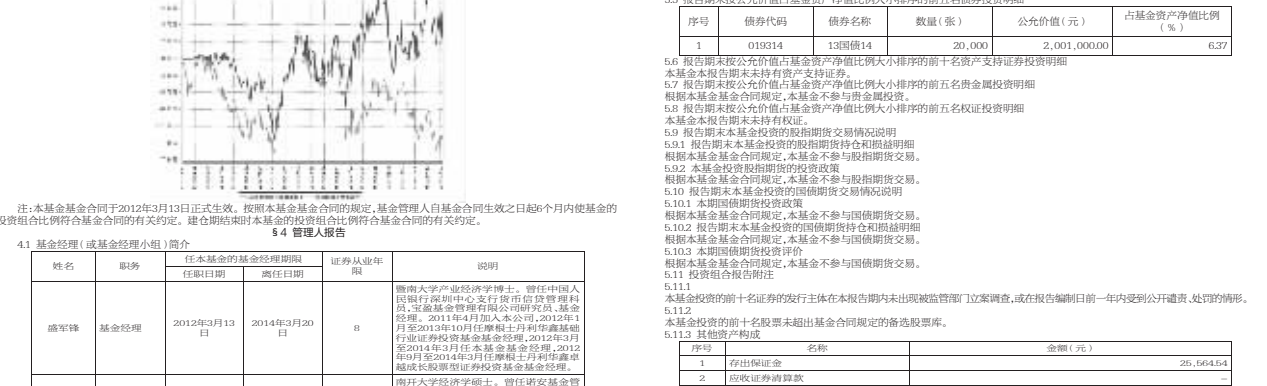 注：本基金基金合同于2012年3月13日正式生效。按照本基金基金合同的规定，基金管理人自基金合同生效之日起6个月内使基金的
投资组合比例符合基金合同的有关约定。建仓期结束时本基金的投资组合比例符合基金合同的有关约定。
§4 管理人报告
4.1 基金经理（或基金经理小组）简介
姓名 职务 任本基金的基金经理期限 证券从业年限 说明
任职日期 离任日期
盛军锋 基金经理 2012年3月13日 2014年3月20日 8
暨南大学产业经济学博士。曾任中国人
民银行深圳中心支行货币信贷管理科
员，宝盈基金管理有限公司研究员、基金
经理。2011年4月加入本公司，2012年1
月至2013年10月任摩根士丹利华鑫基础
行业证券投资基金基金经理，2012年3月
至2014年3月任本基金基金经理，2012
年9月至2014年3月任摩根士丹利华鑫卓
越成长股票型证券投资基金基金经理。
南开大学经济学硕士。曾任诺安基金管
5.5 报告期末按公允价值占基金资产净值比例大小排序的前五名债券投资明细
序号 债券代码 债券名称 数量（张） 公允价值（元） 占基金资产净值比例（%）
1 019314 13国债14 20,000 2,001,000.00 6.37
5.6 报告期末按公允价值占基金资产净值比例大小排序的前十名资产支持证券投资明细
本基金本报告期末未持有资产支持证券。
5.7 报告期末按公允价值占基金资产净值比例大小排序的前五名贵金属投资明细
根据本基金基金合同规定，本基金不参与贵金属投资。
5.8 报告期末按公允价值占基金资产净值比例大小排序的前五名权证投资明细
本基金本报告期末未持有权证。
5.9 报告期末本基金投资的股指期货交易情况说明
5.9.1 报告期末本基金投资的股指期货持仓和损益明细
根据本基金基金合同规定，本基金不参与股指期货交易。
5.9.2 本基金投资股指期货的投资政策
根据本基金基金合同规定，本基金不参与股指期货交易。
5.10 报告期末本基金投资的国债期货交易情况说明
5.10.1 本期国债期货投资政策
根据本基金基金合同规定，本基金不参与国债期货交易。
5.10.2 报告期末本基金投资的国债期货持仓和损益明细
根据本基金基金合同规定，本基金不参与国债期货交易。
5.10.3 本期国债期货投资评价
根据本基金基金合同规定，本基金不参与国债期货交易。
5.11 投资组合报告附注
5.11.1
本基金投资的前十名证券的发行主体在本报告期内未出现被监管部门立案调查，或在报告编制日前一年内受到公开谴责、处罚的情形。
5.11.2
本基金投资的前十名股票未超出基金合同规定的备选股票库。
5.11.3 其他资产构成
序号 名称 金额（元）
1 存出保证金 25,564.54
2 应收证券清算款 –